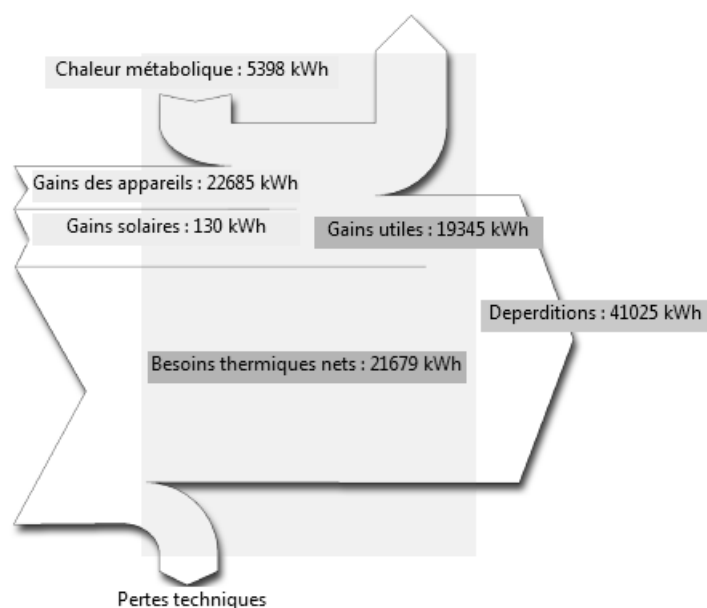 Chaleur métabolique : 5398 kWh
Gains des appareils : 22685 kWh
Gains solaires : 130 kWh
Gains utiles : 19345 kWh
Deperditions : 41025 kWh
Besoins thermiques nets : 21679 kWh
Pertes techniques